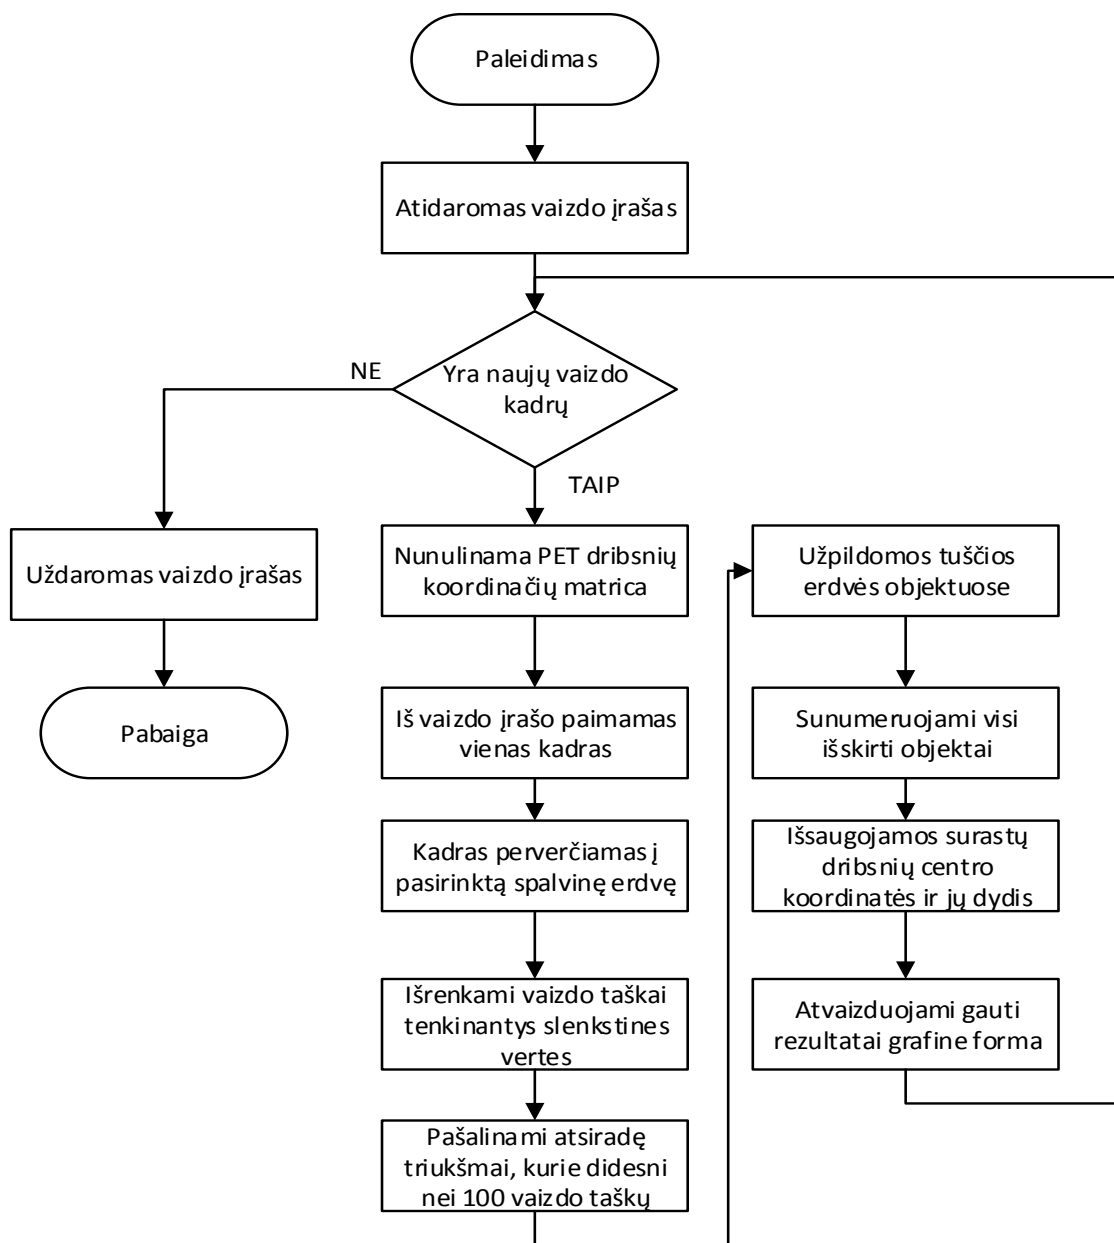 Paleidimas
Atidaromas vaizdo įrašas
Yra naujų vaizdo
kadrų
NE
TAIP
Uždaromas vaizdo įrašas
Pabaiga
Nunulinama PET dribsnių
koordinačių matrica
Iš vaizdo įrašo paimamas
vienas kadras
Kadras perverčiamas į
pasirinktą spalvinę erdvę
Išrenkami vaizdo taškai
tenkinantys slenkstines
vertes
Pašalinami atsiradę
triukšmai, kurie didesni
nei 100 vaizdo taškų
Užpildomos tuščios
erdvės objektuose
Sunumeruojami visi
išskirti objektai
Išsaugojamos surastų
dribsnių centro
koordinatės ir jų dydis
Atvaizduojami gauti
rezultatai grafine forma